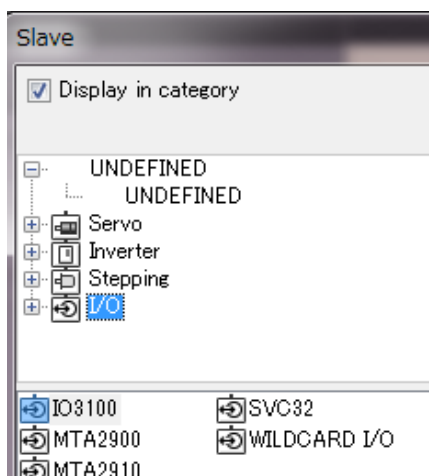 Slave
Display in category
UNDEFINED
UNDEFINED
Servo
Inverter
Stepping
I/O
IO3100 SVC32
MTA2900 WILDCARD I/O
MTA2910